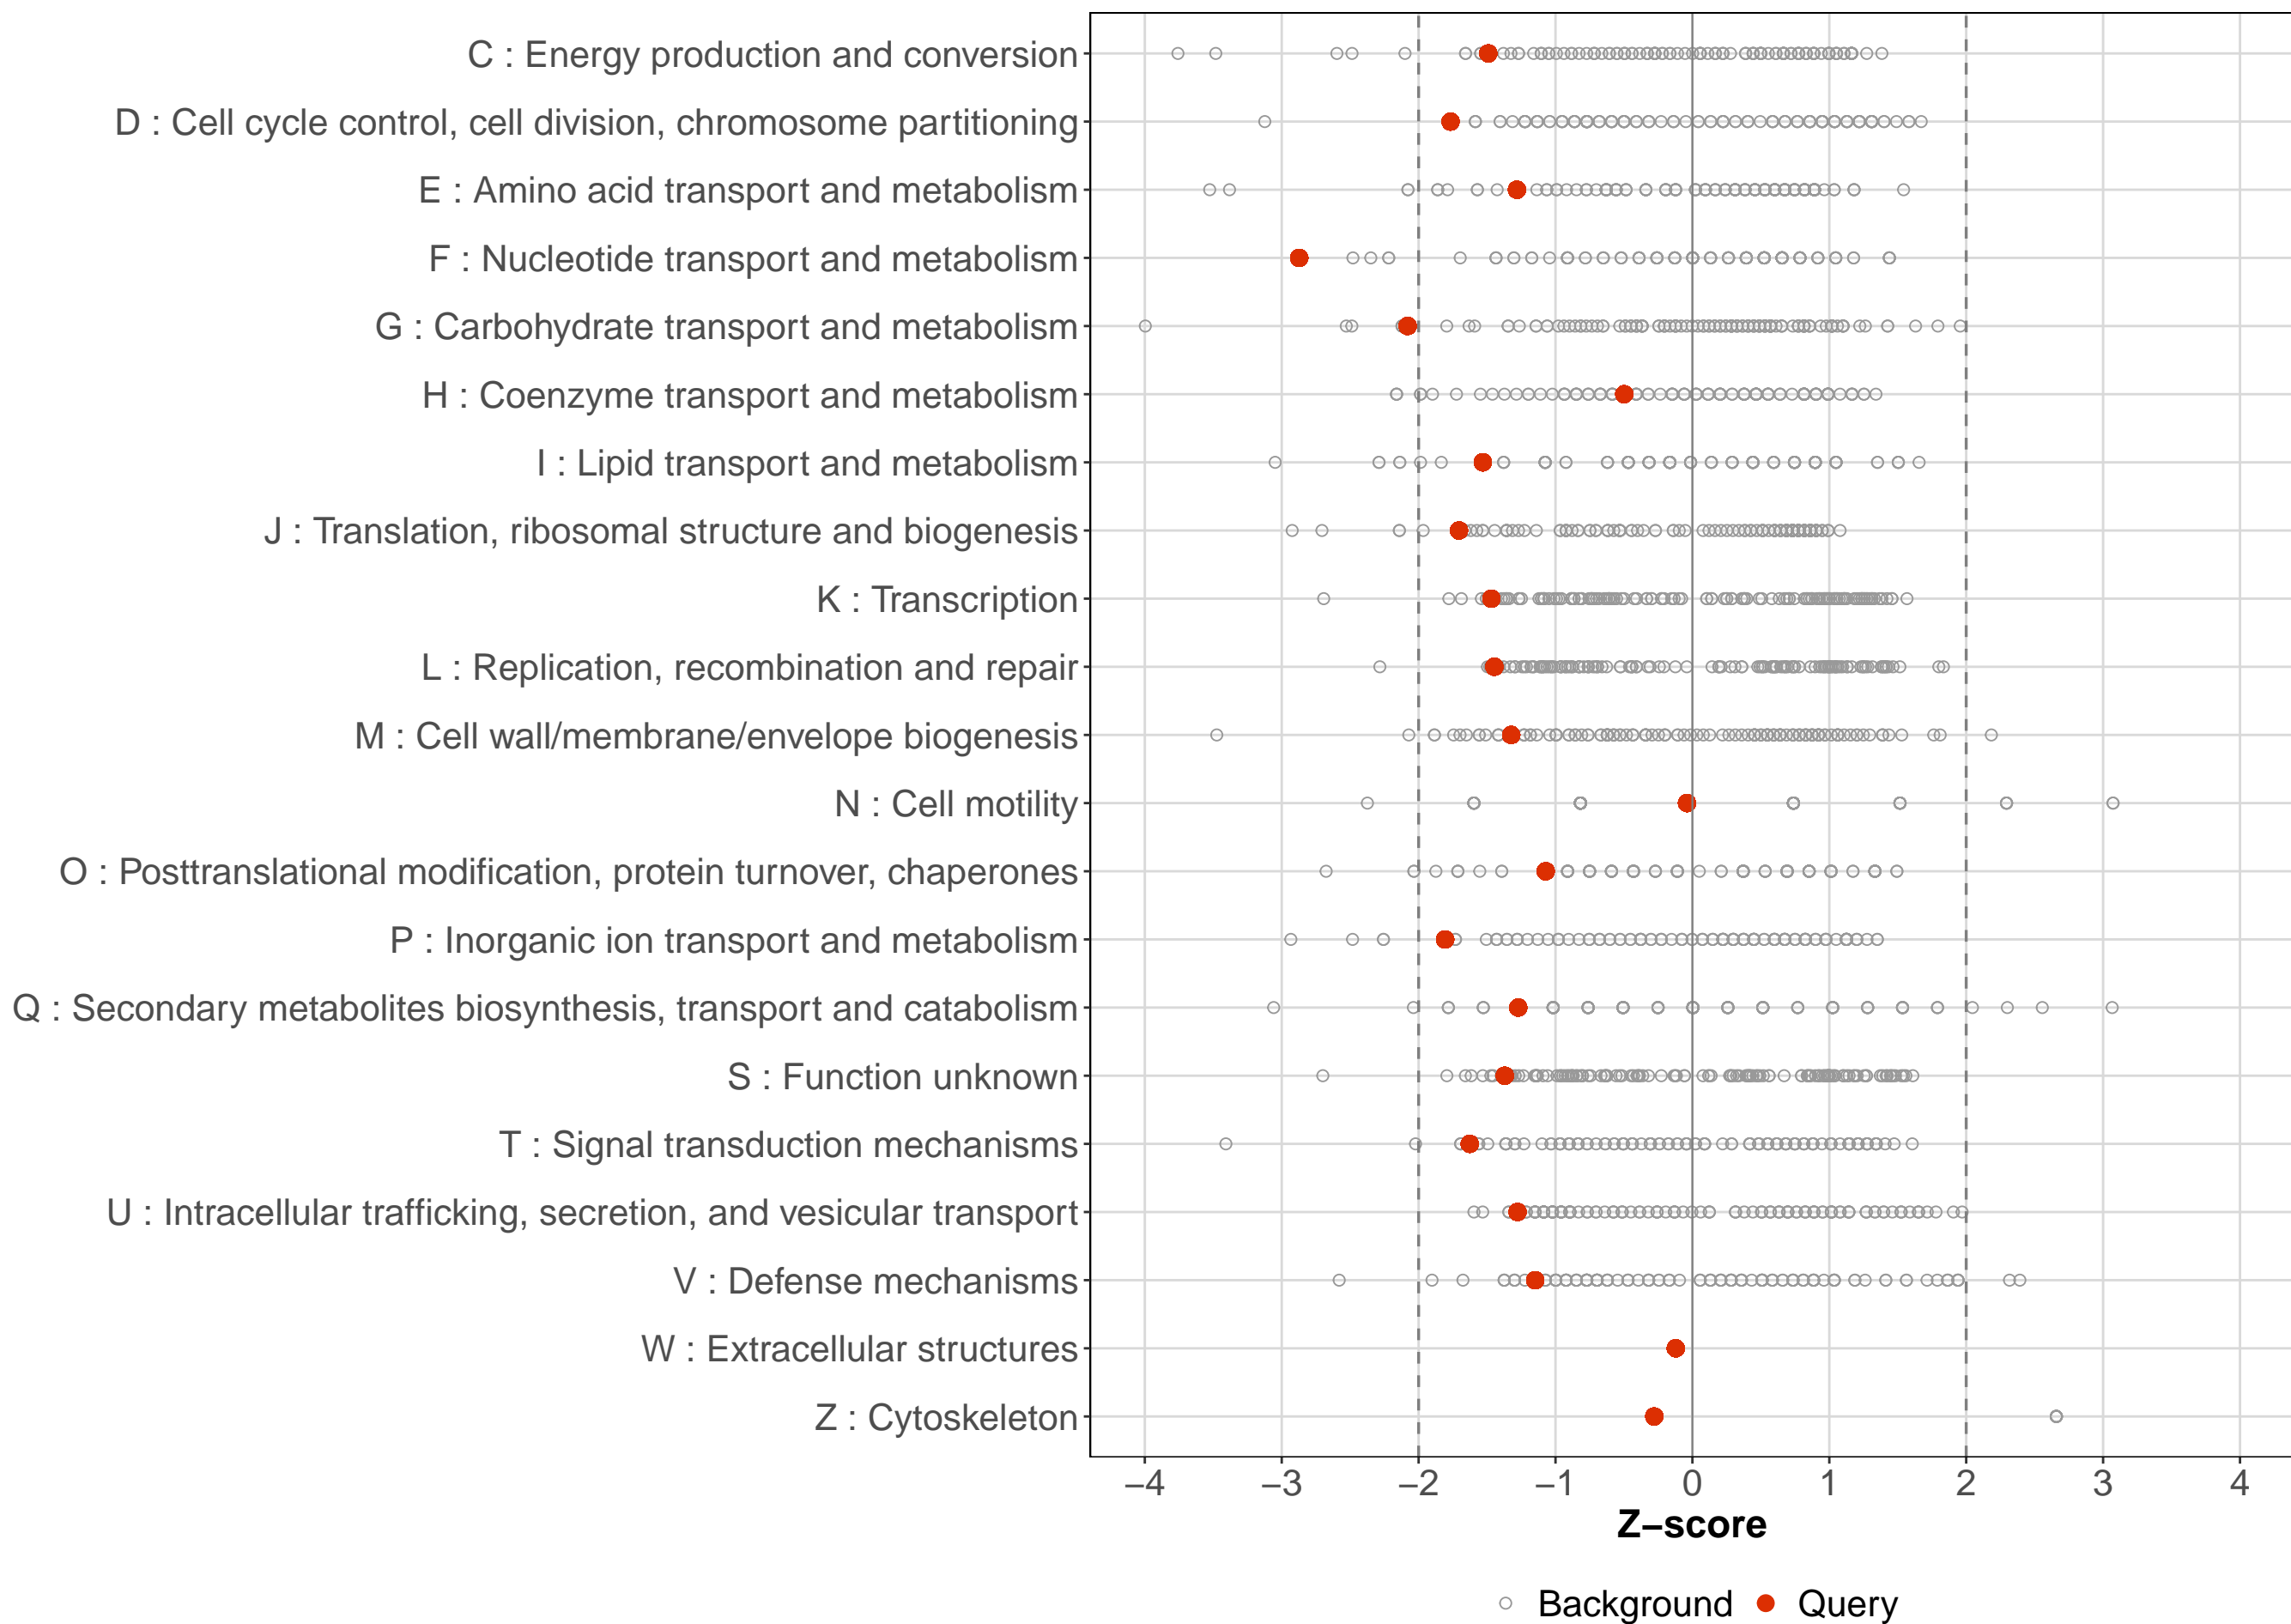 C : Energy production and conversion
D : Cell cycle control, cell division, chromosome partitioning
E : Amino acid transport and metabolism
F : Nucleotide transport and metabolism
G : Carbohydrate transport and metabolism
H : Coenzyme transport and metabolism
I : Lipid transport and metabolism
J : Translation, ribosomal structure and biogenesis
K : Transcription
L : Replication, recombination and repair
M : Cell wall/membrane/envelope biogenesis
N : Cell motility
O : Posttranslational modification, protein turnover, chaperones
P : Inorganic ion transport and metabolism
Q : Secondary metabolites biosynthesis, transport and catabolism
S : Function unknown
T : Signal transduction mechanisms
U : Intracellular trafficking, secretion, and vesicular transport
V : Defense mechanisms
W : Extracellular structures
Z : Cytoskeleton
−4 −3 −2 −1 0 1 2 3 4
Z−score
Background Query